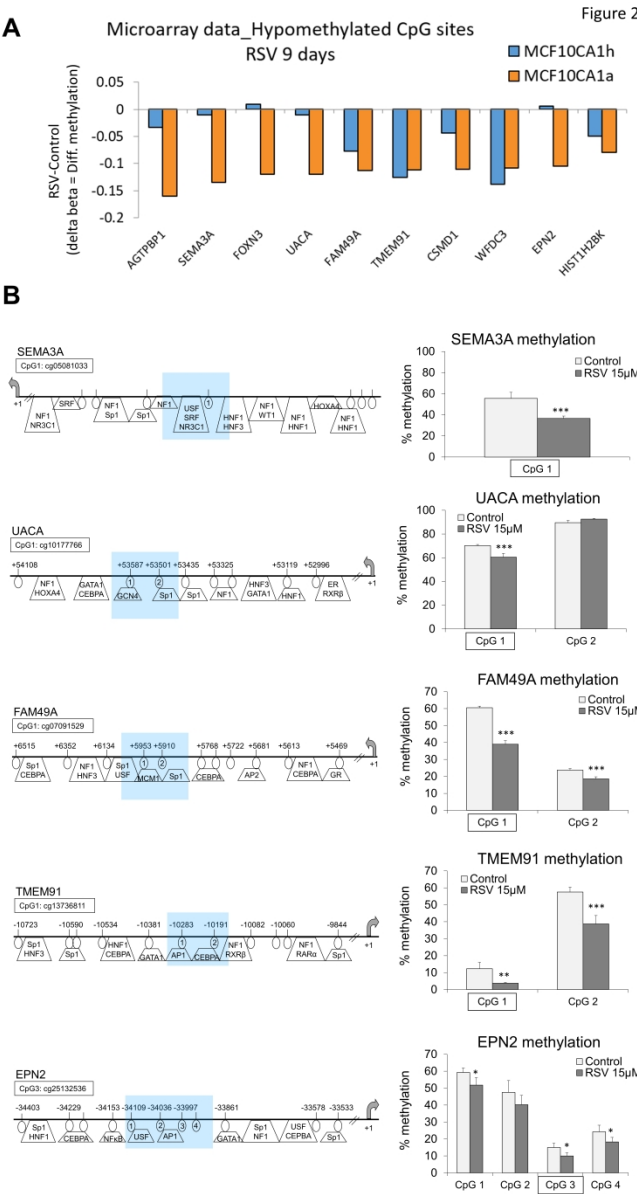 Figure 2
A
Microarray data_Hypomethylated CpG sites
RSV 9 days
MCF10CA1h
MCF10CA1a
RSV-Control
(delta beta = Diff. methylation)
0.05
0
-0.05
-0.1
-0.15
-0.2
AGTPBP1
SEMA3A
FOXN3
UACA
FAM49A
TMEM91
CSMD1
WFDC3
EPN2
HIST1H2BK
B
SEMA3A
CpG1: cg05081033
+1
NF1
NR3C1
SRF
NF1
Sp1
Sp1
NF1
USF
SRF
NR3C1
1
HNF1
HNF3
NF1
WT1
NF1
HNF1
HOXA4
NF1
HNF1
SEMA3A methylation
% methylation
100
80
60
40
20
0
Control
RSV 15µM
***
CpG 1
UACA
CpG1: cg10177766
+54108 +53587 +53501 +53435 +53325 +53119 +52996
+1
NF1
HOXA4
GATA1
CEBPA
1
GCN4
2
Sp1
Sp1
NF1
HNF3
GATA1
HNF1
ER
RXRβ
UACA methylation
% methylation
100
80
60
40
20
0
Control
RSV 15µM
***
CpG 1 CpG 2
FAM49A
CpG1: cg07091529
+6515 +6352 +6134 +5953 +5910 +5768 +5722 +5681 +5613 +5469
+1
Sp1
CEBPA
NF1
HNF3
Sp1
USF
1
MCM1
2
Sp1
CEBPA
AP2
NF1
CEBPA
GR
FAM49A methylation
% methylation
70
60
50
40
30
20
10
0
Control
RSV 15µM
***
***
CpG 1 CpG 2
TMEM91
CpG1: cg13736811
-10723 -10590 -10534 -10381 -10283 -10191 -10082 -10060 -9844
+1
Sp1
HNF3
Sp1
HNF1
CEBPA
GATA1
1
AP1
2
CEBPA
NF1
RXRβ
NF1
RARα
Sp1
TMEM91 methylation
% methylation
70
60
50
40
30
20
10
0
Control
RSV 15µM
**
***
CpG 1 CpG 2
EPN2
CpG3: cg25132536
-34403 -34229 -34153 -34109 -34036 -33997 -33861 -33578 -33533
+1
Sp1
HNF1
CEBPA
NFκB
1
USF
2
AP1
3
4
GATA1
Sp1
NF1
USF
CEPBA
Sp1
EPN2 methylation
% methylation
70
60
50
40
30
20
10
0
Control
RSV 15µM
*
*
*
CpG 1 CpG 2 CpG 3 CpG 4